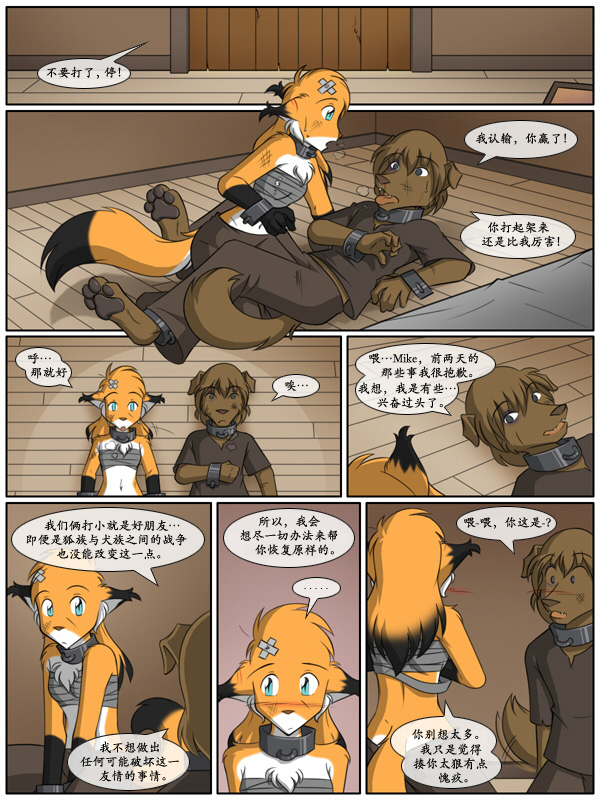 不要打了，停！
我认输，你赢了！
你打起架来
还是比我厉害！
呼…
那就好
唉…
喂…Mike，前两天的
那些事我很抱歉。
我想，我是有些…
兴奋过头了。
我们俩打小就是好朋友…
即便是狐族与犬族之间的战争
也没能改变这一点。
我不想做出
任何可能破坏这一
友情的事情。
所以，我会
想尽一切办法来帮
你恢复原样的。
·····
喂-喂，你这是-？
你别想太多。
我只是觉得
揍你太狠有点
愧疚。